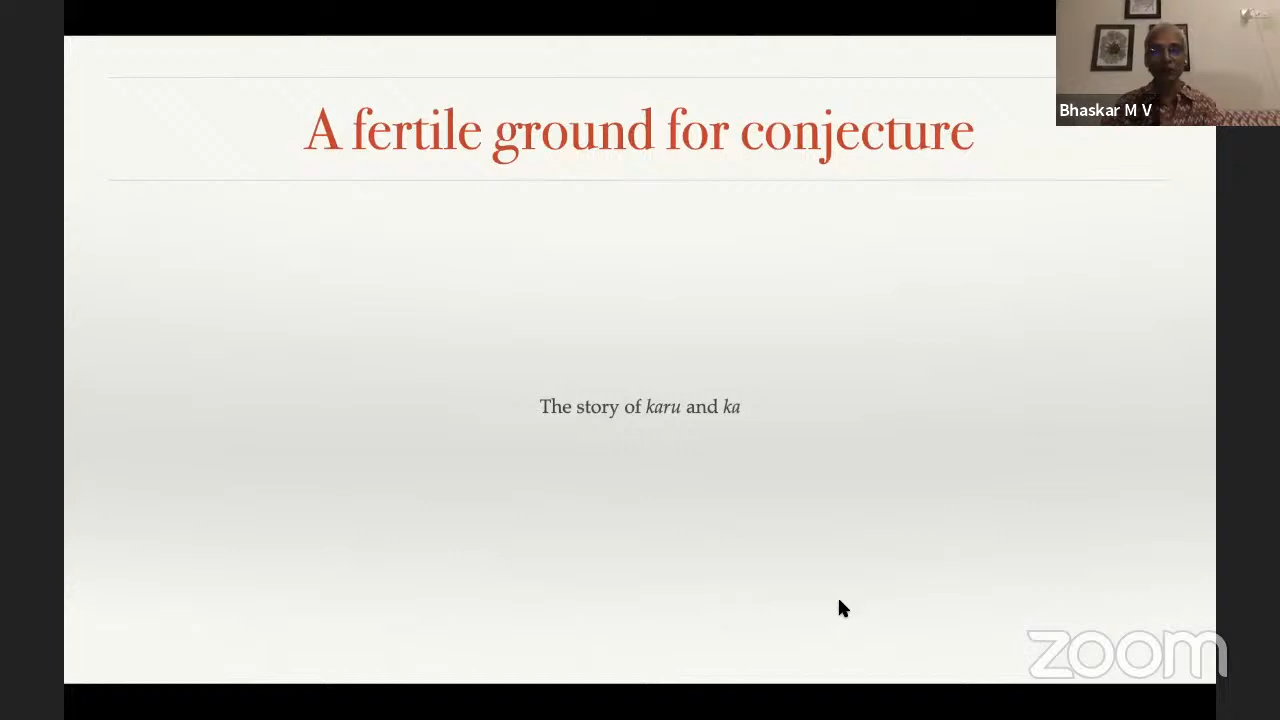 A fertile ground for conjecture
Bhaskar M V
The story of karu and ka
zoom